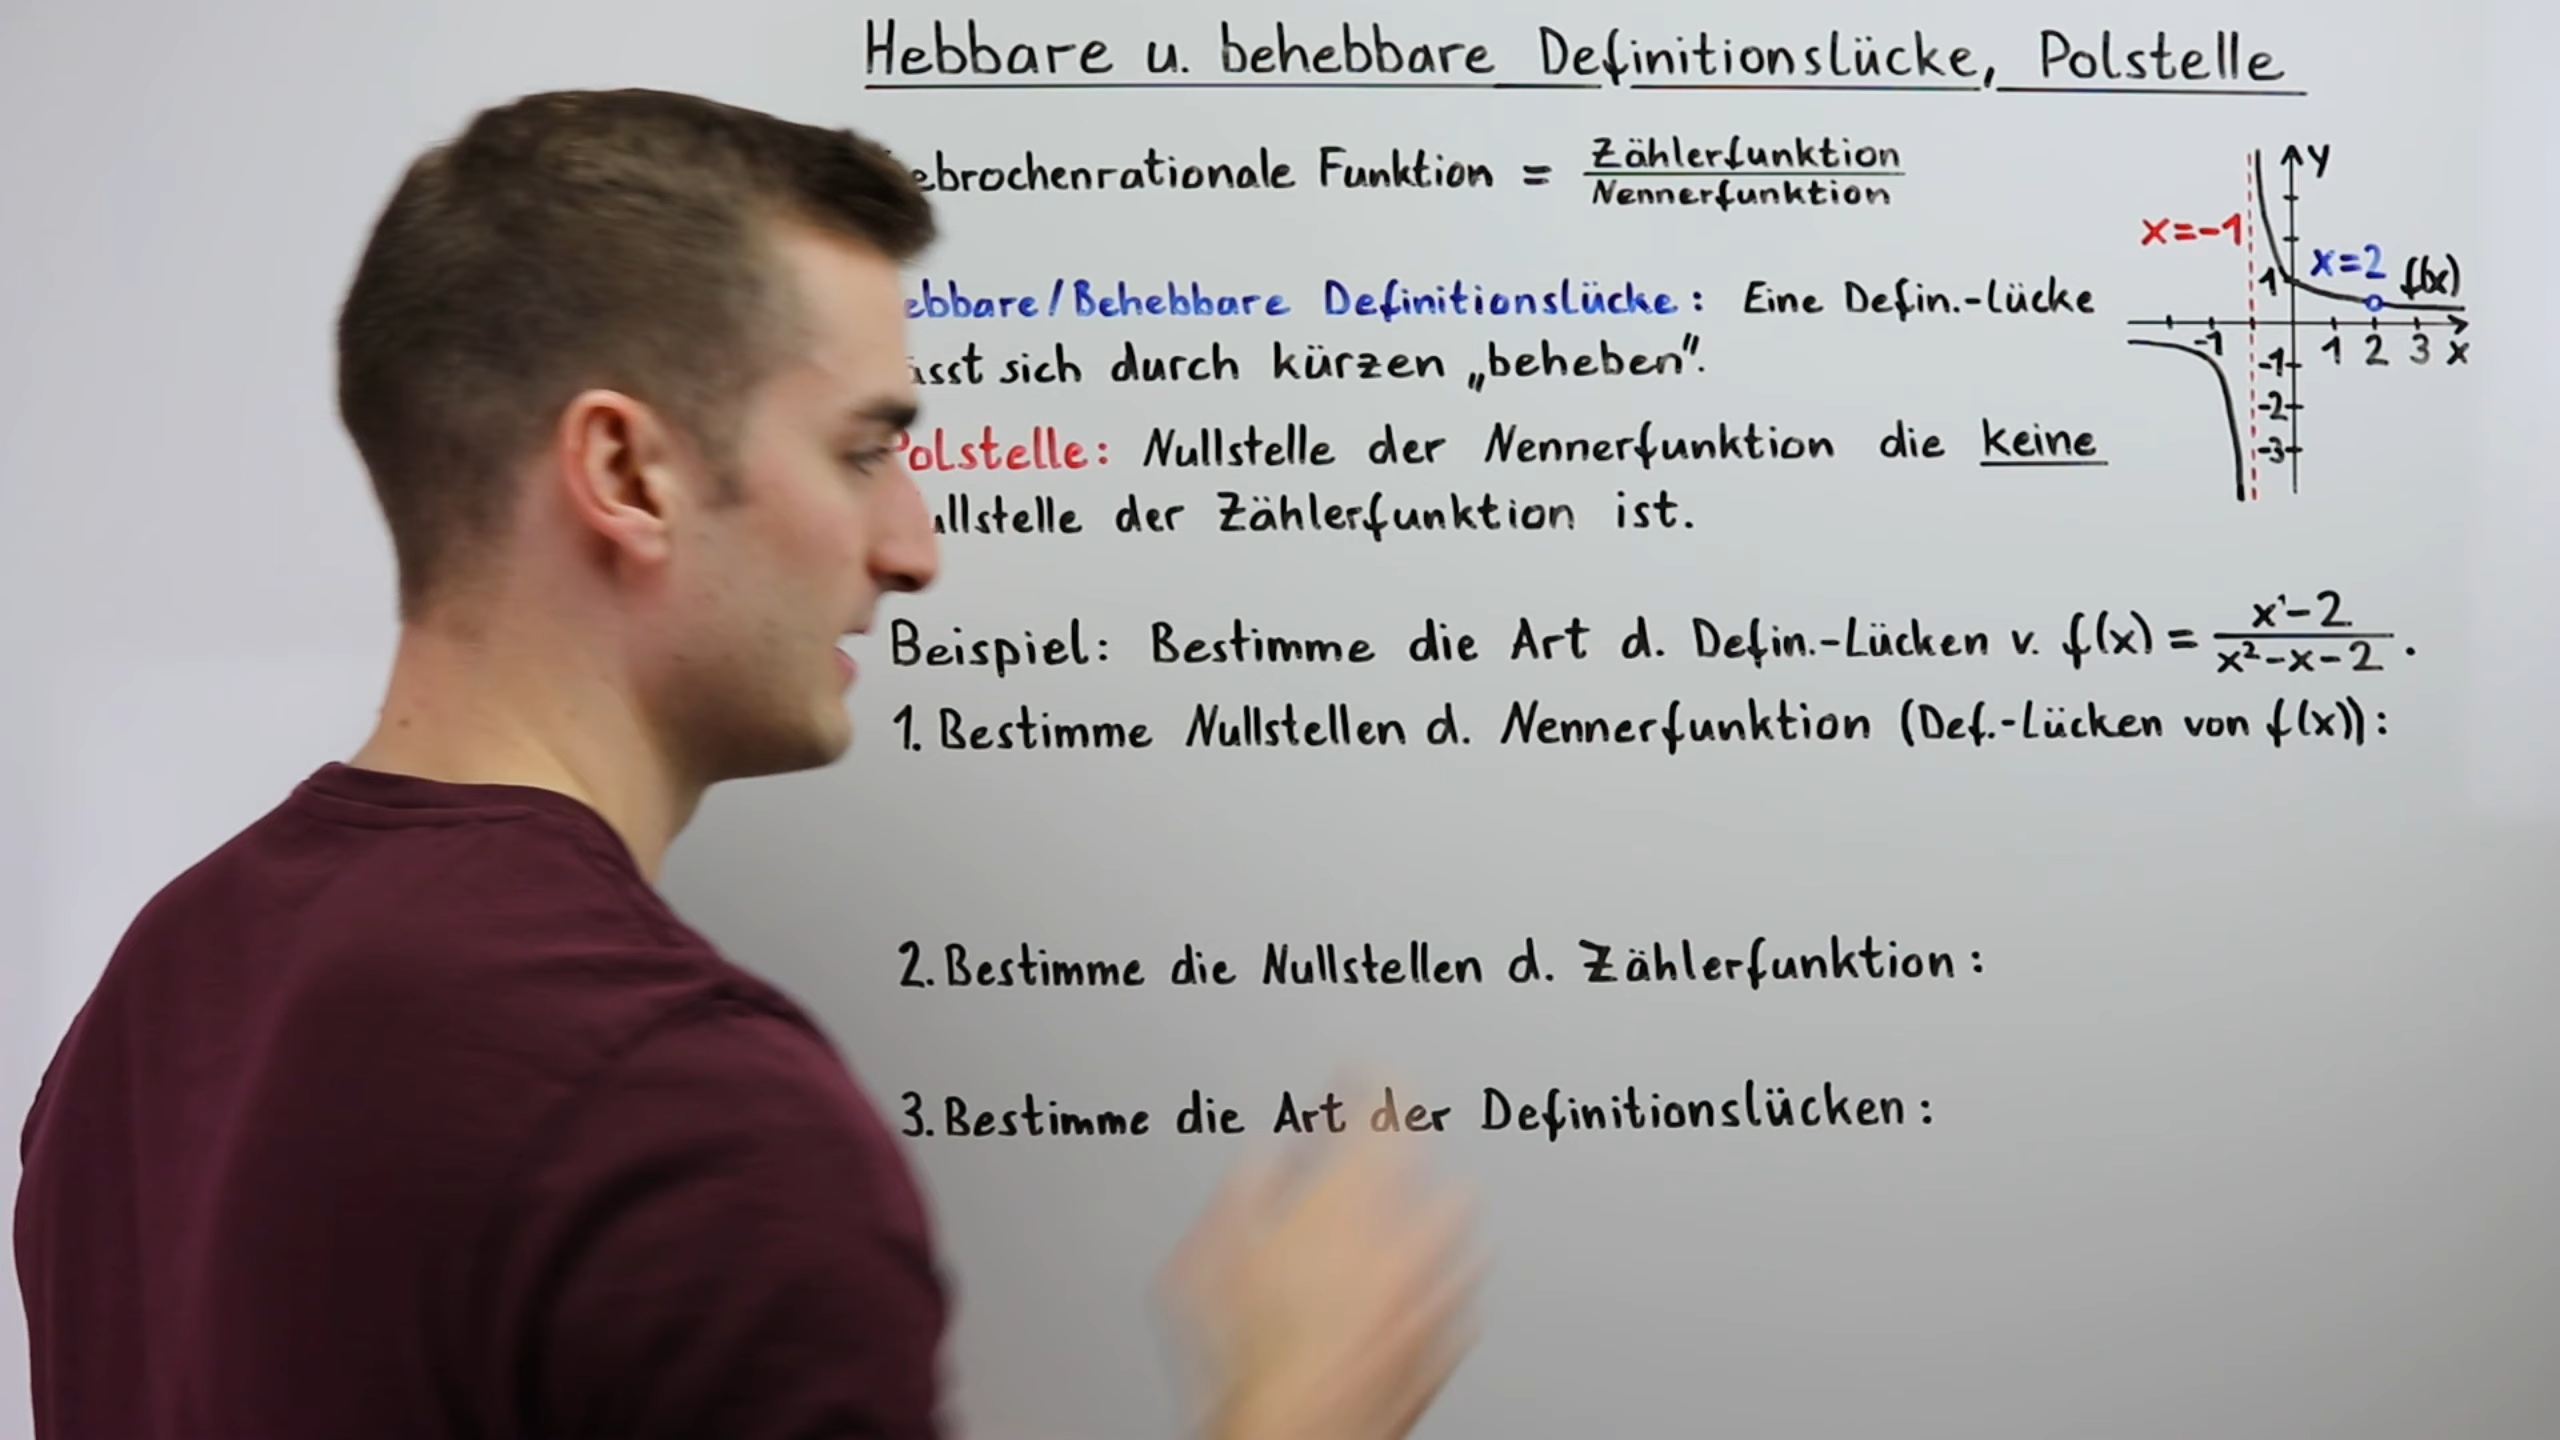 Hebbare u. behebbare Definitionslücke, Polstelle
ebrochenrationale Funktion = Zählerfunktion
Nennerfunktion
ebbare/Behebbare Definitionslücke: Eine Defin.-lücke
ässt sich durch kürzen „beheben".
Polstelle: Nullstelle der Nennerfunktion die keine
ullstelle der Zählerfunktion ist.
y
x=-1
x=2 f(x)
1
-1 1 2 3 x
-1
-2
-3
Beispiel: Bestimme die Art d. Defin.-Lücken v. f(x) = x¹-2
x²-x-2 .
1. Bestimme Nullstellen d. Nennerfunktion (Def.-Lücken von f(x)):
2. Bestimme die Nullstellen d. Zählerfunktion:
3. Bestimme die Art der Definitionslücken: